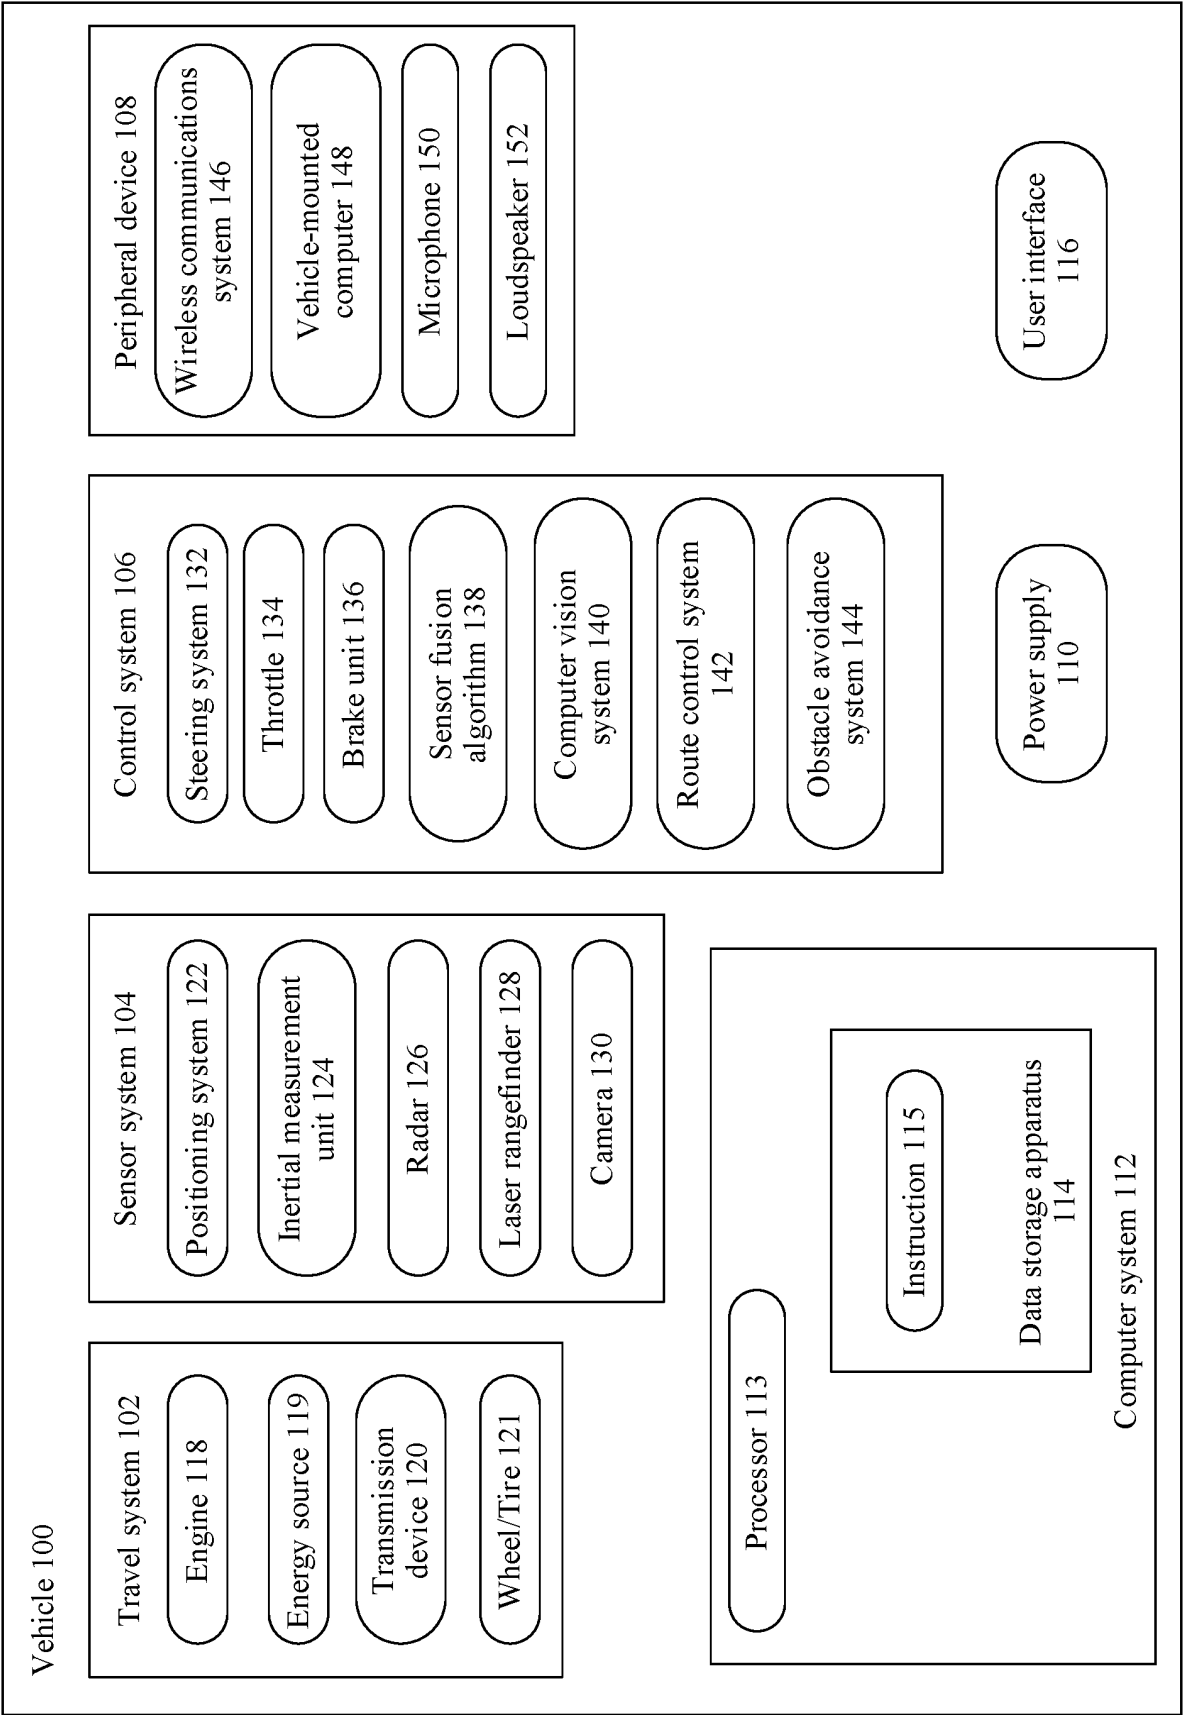 Vehicle 100
Travel system 102
Engine 118
Energy source 119
Transmission
device 120
Wheel/Tire 121
Sensor system 104
Positioning system 122
Inertial measurement
unit 124
Radar 126
Laser rangefinder 128
Camera 130
Control system 106
Steering system 132
Throttle 134
Brake unit 136
Sensor fusion
algorithm 138
Computer vision
system 140
Route control system
142
Obstacle avoidance
system 144
Peripheral device 108
Wireless communications
system 146
Vehicle-mounted
computer 148
Microphone 150
Loudspeaker 152
Processor 113
Instruction 115
Data storage apparatus
114
Computer system 112
Power supply
110
User interface
116